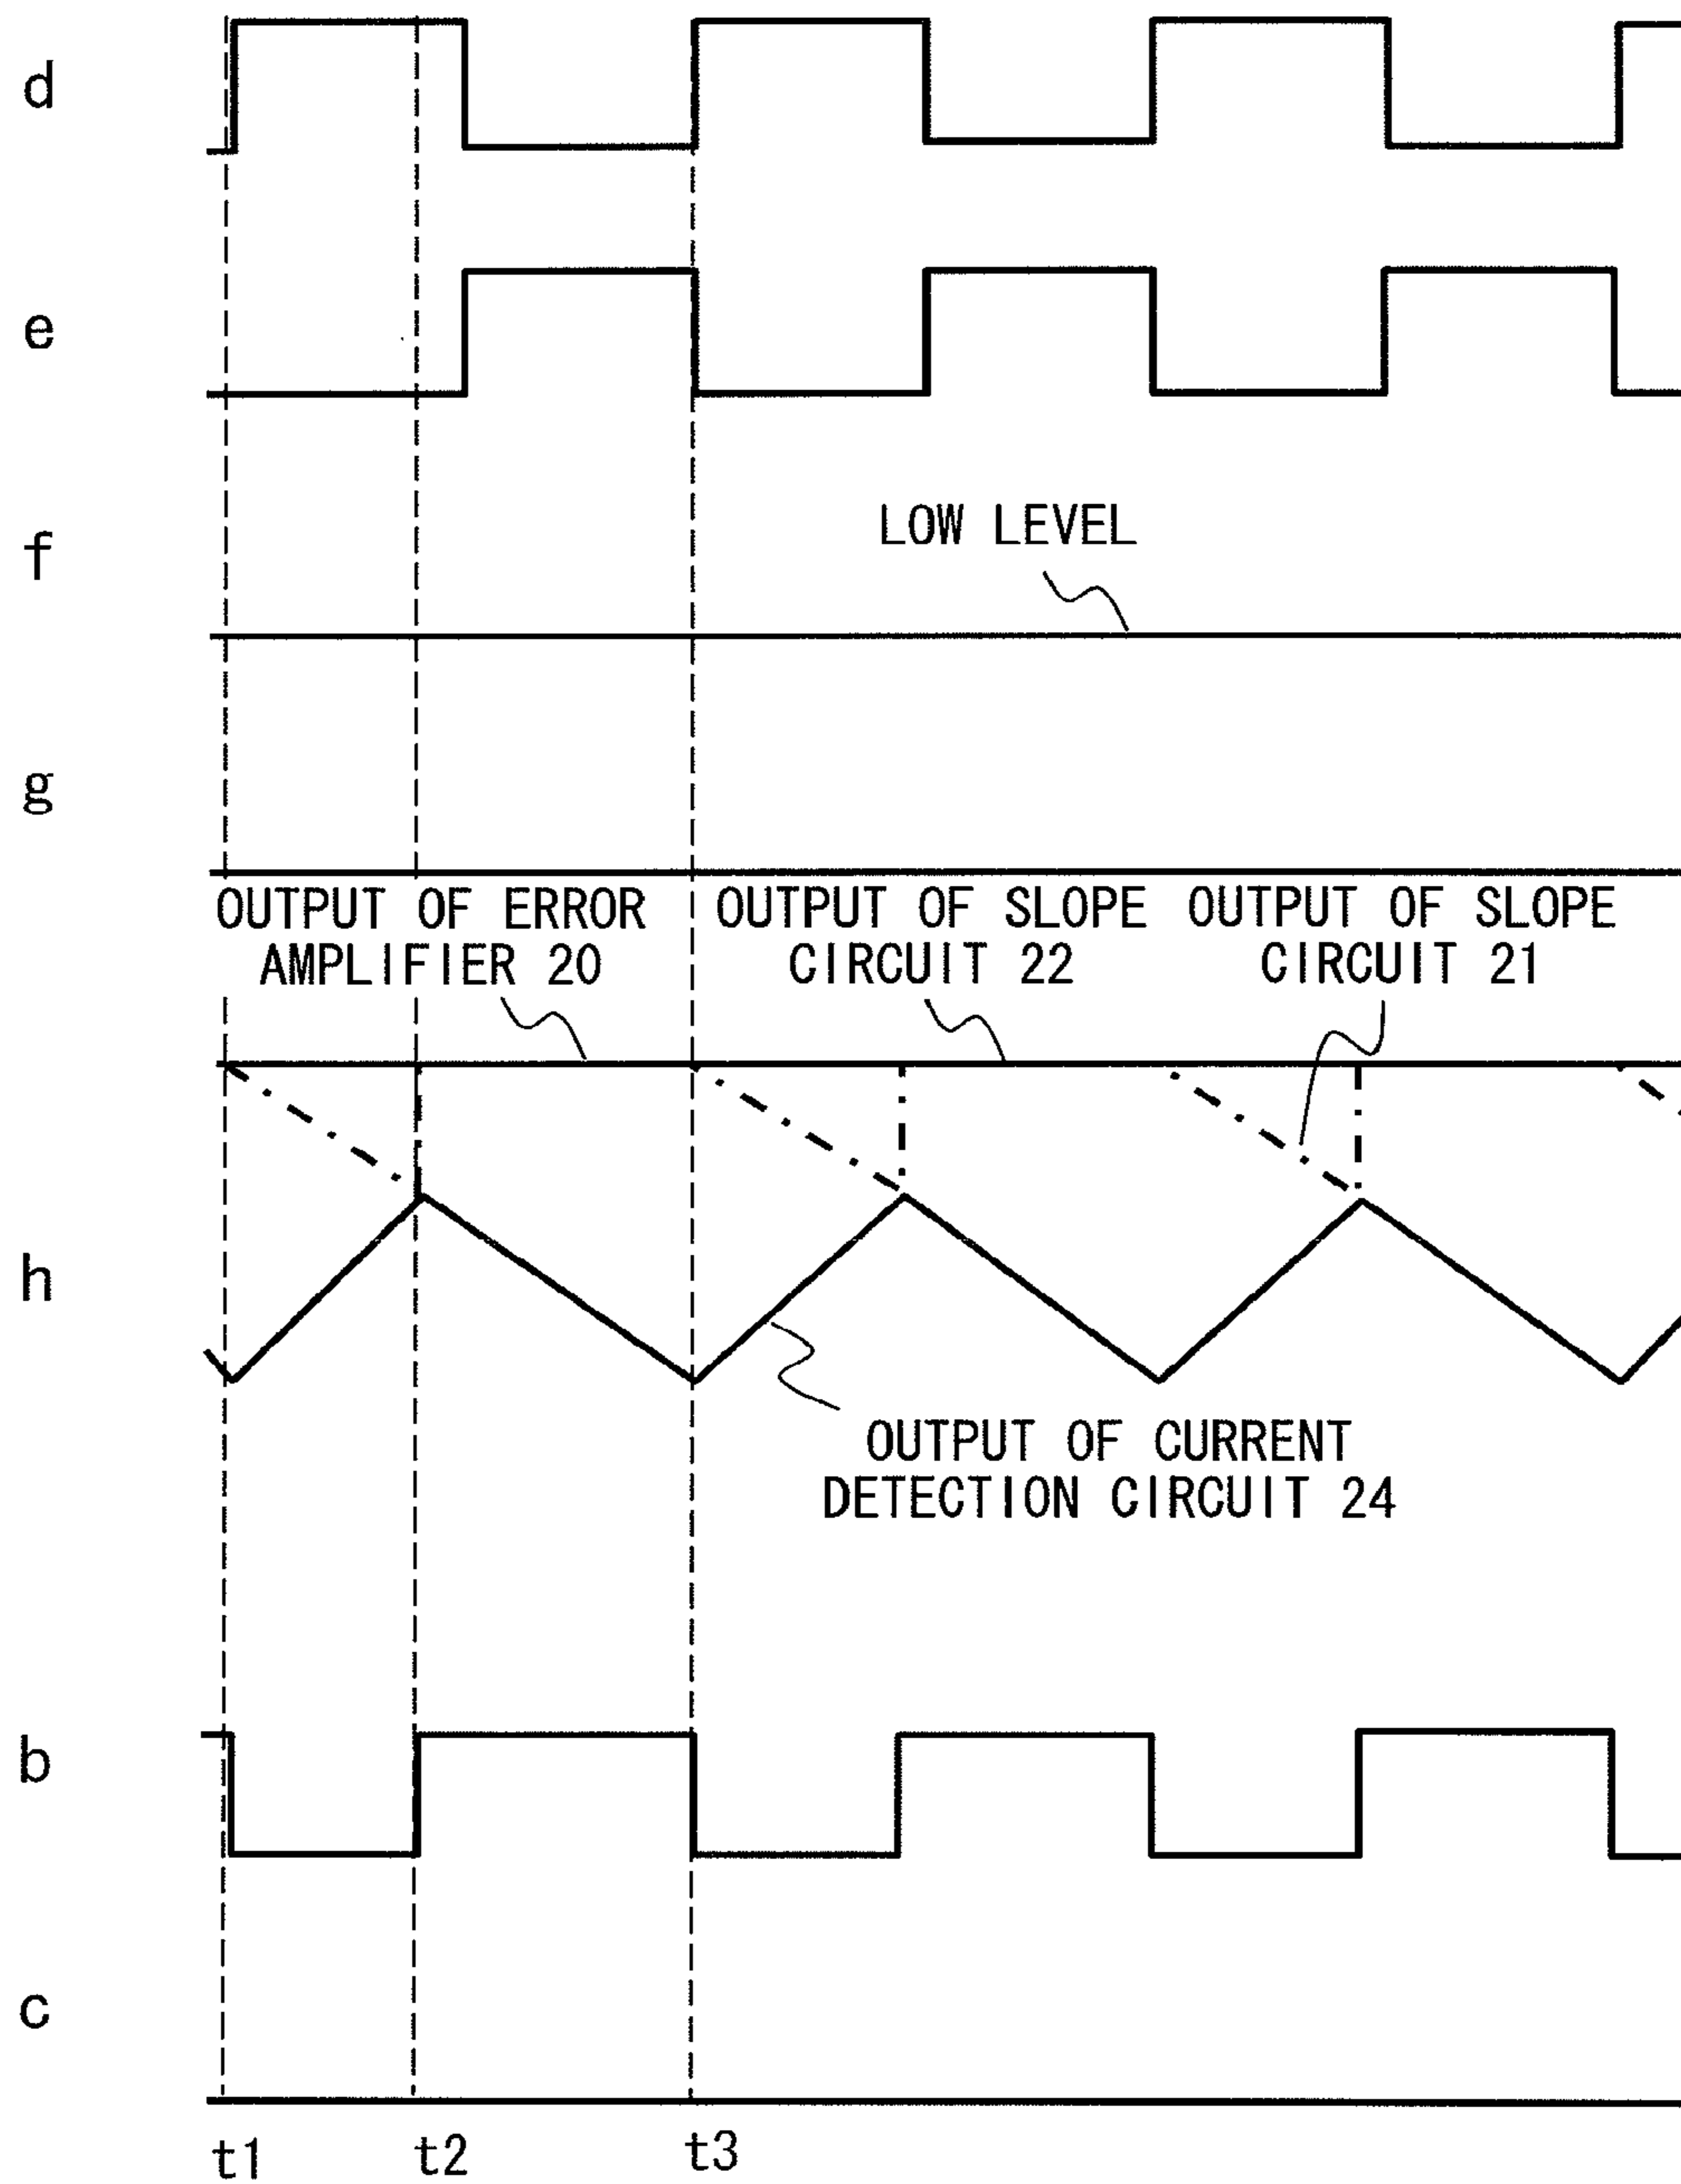 d
e
LOW LEVEL
f
g
OUTPUT OF ERROR
AMPLIFIER 20
OUTPUT OF SLOPE
CIRCUIT 22
OUTPUT OF SLOPE
CIRCUIT 21
h
OUTPUT OF CURRENT
DETECTION CIRCUIT 24
b
c
t1
t2
t3